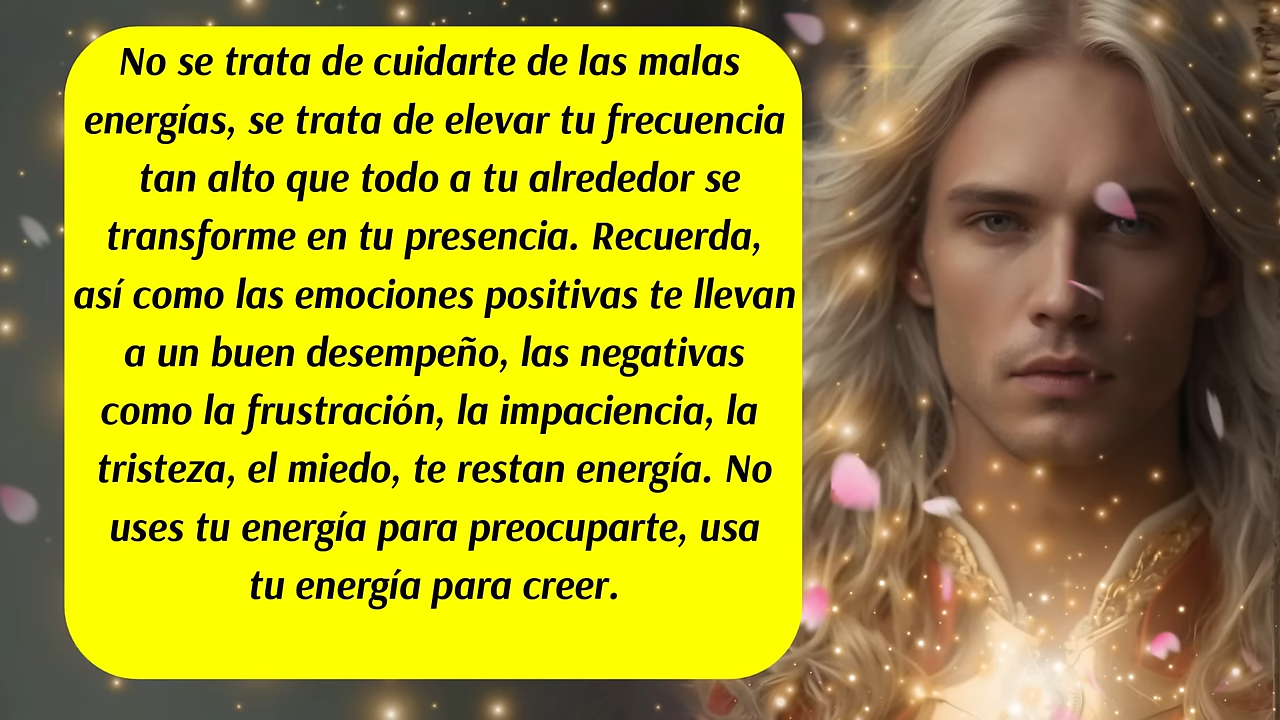 No se trata de cuidarte de las malas
energías, se trata de elevar tu frecuencia
tan alto que todo a tu alrededor se
transforme en tu presencia. Recuerda,
así como las emociones positivas te llevan
a un buen desempeño, las negativas
como la frustración, la impaciencia, la
tristeza, el miedo, te restan energía. No
uses tu energía para preocuparte, usa
tu energía para creer.